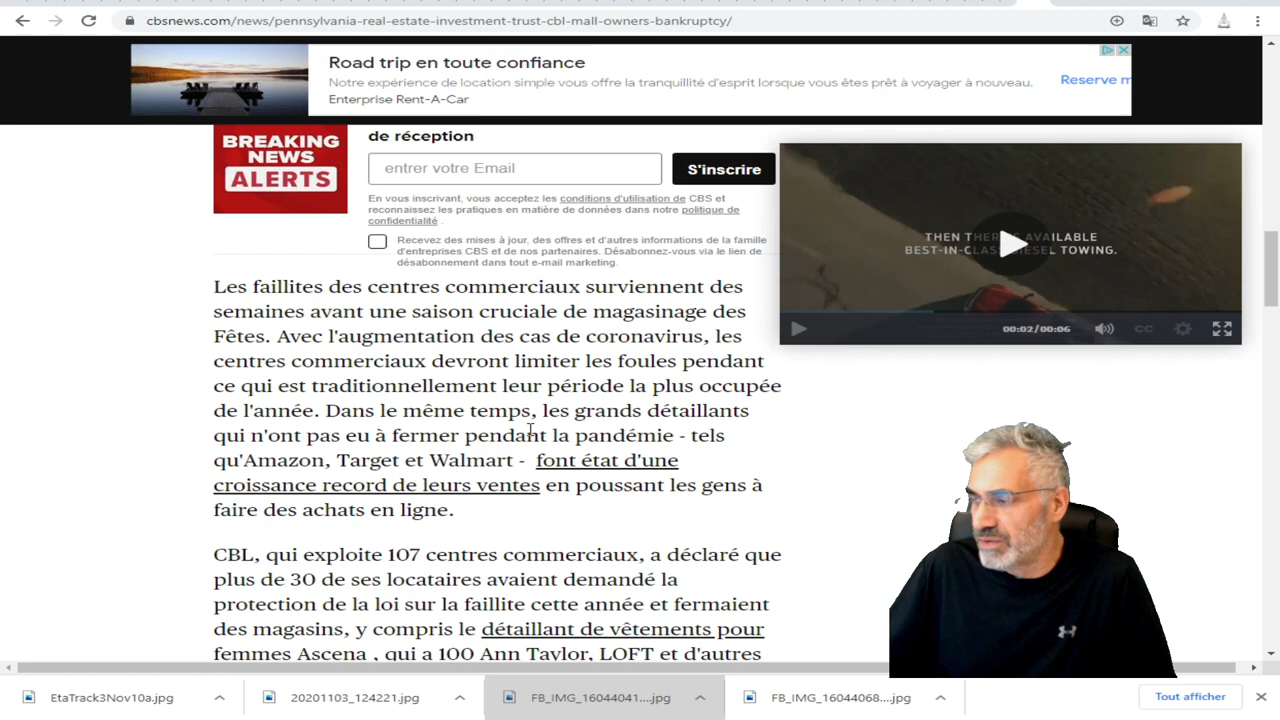 cbsnews.com/news/pennsylvania-real-estate-investment-trust-cbl-mall-owners-bankruptcy/
Road trip en toute confiance
Notre expérience de location simple vous offre la tranquillité d'esprit lorsque vous êtes prêt à voyager à nouveau.
Enterprise Rent-A-Car
Reserve m
BREAKING
NEWS
ALERTS
de réception
entrer votre Email
S'inscrire
En vous inscrivant, vous acceptez les conditions d'utilisation de CBS et
reconnaissez les pratiques en matière de données dans notre politique de
confidentialité .
Recevez des mises à jour, des offres et d'autres informations de la famille
d'entreprises CBS et de nos partenaires. Désabonnez-vous via le lien de
désabonnement dans tout e-mail marketing.
BEST-IN-CLASS DIESEL TOWING.
00:02/00:06
CC
Les faillites des centres commerciaux surviennent des
semaines avant une saison cruciale de magasinage des
Fêtes. Avec l'augmentation des cas de coronavirus, les
centres commerciaux devront limiter les foules pendant
ce qui est traditionnellement leur période la plus occupée
de l'année. Dans le même temps, les grands détaillants
qui n'ont pas eu à fermer pendant la pandémie - tels
qu'Amazon, Target et Walmart - font état d'une
croissance record de leurs ventes en poussant les gens à
faire des achats en ligne.
CBL, qui exploite 107 centres commerciaux, a déclaré que
plus de 30 de ses locataires avaient demandé la
protection de la loi sur la faillite cette année et fermaient
des magasins, y compris le détaillant de vêtements pour
femmes Ascena , qui a 100 Ann Taylor, LOFT et d'autres
EtaTrack3Nov10a.jpg
20201103_124221.jpg
FB_IMG_16044041....jpg
FB_IMG_16044068....jpg
Tout afficher